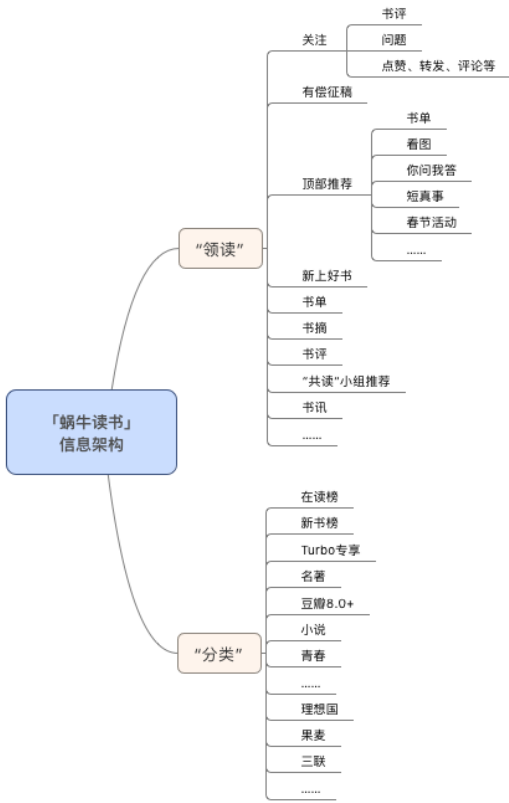 「蜗牛读书」
信息架构
“领读”
关注
书评
问题
点赞、转发、评论等
有偿征稿
顶部推荐
书单
看图
你问我答
短真事
春节活动
……
新上好书
书单
书摘
书评
“共读”小组推荐
书讯
……
“分类”
在读榜
新书榜
Turbo专享
名著
豆瓣8.0+
小说
青春
……
理想国
果麦
三联
……